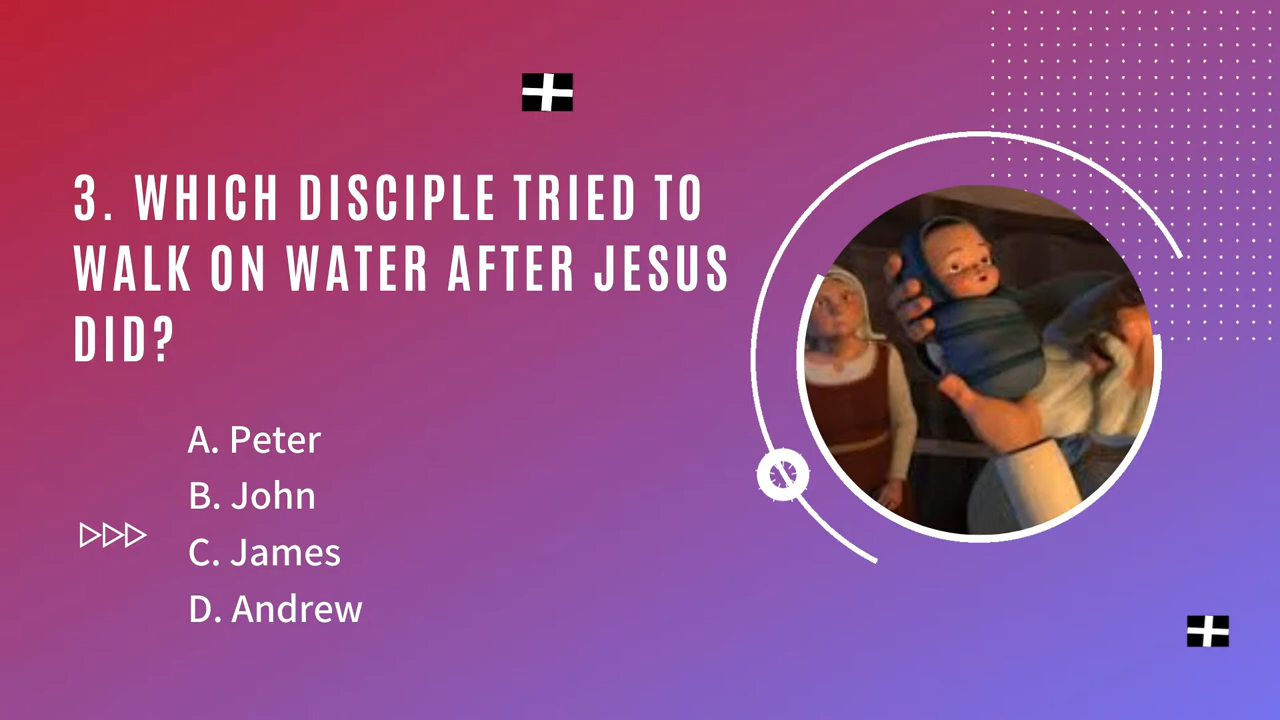 3. WHICH DISCIPLE TRIED TO
WALK ON WATER AFTER JESUS
DID?
A. Peter
B. John
C. James
D. Andrew